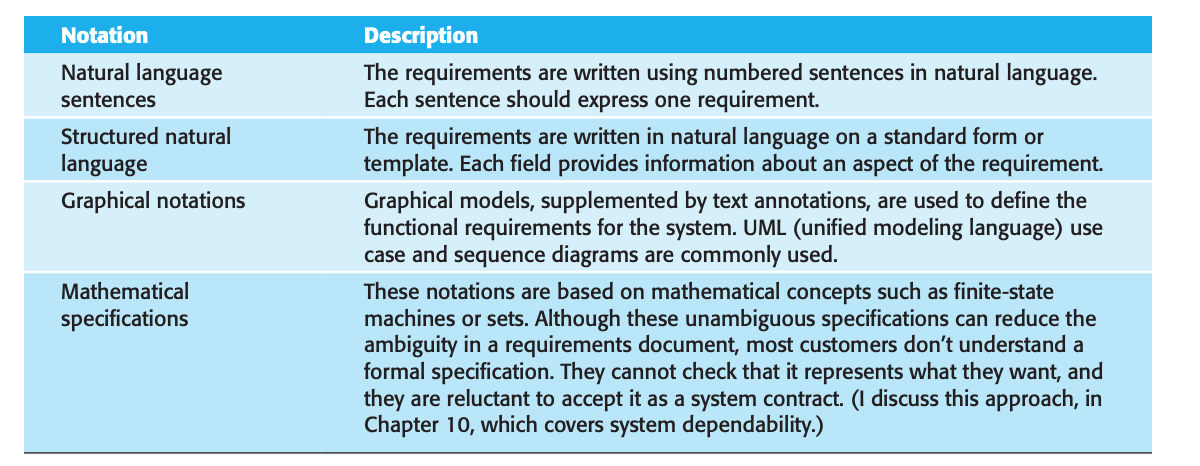 Notation Description
Natural language The requirements are written using numbered sentences in natural language.
sentences Each sentence should express one requirement.
Structured natural The requirements are written in natural language on a standard form or
language template. Each field provides information about an aspect of the requirement.
Graphical notations Graphical models, supplemented by text annotations, are used to define the
functional requirements for the system. UML (unified modeling language) use
case and sequence diagrams are commonly used.
Mathematical These notations are based on mathematical concepts such as finite-state
specifications machines or sets. Although these unambiguous specifications can reduce the
ambiguity in a requirements document, most customers don’t understand a
formal specification. They cannot check that it represents what they want, and
they are reluctant to accept it as a system contract. (I discuss this approach, in
Chapter 10, which covers system dependability.)